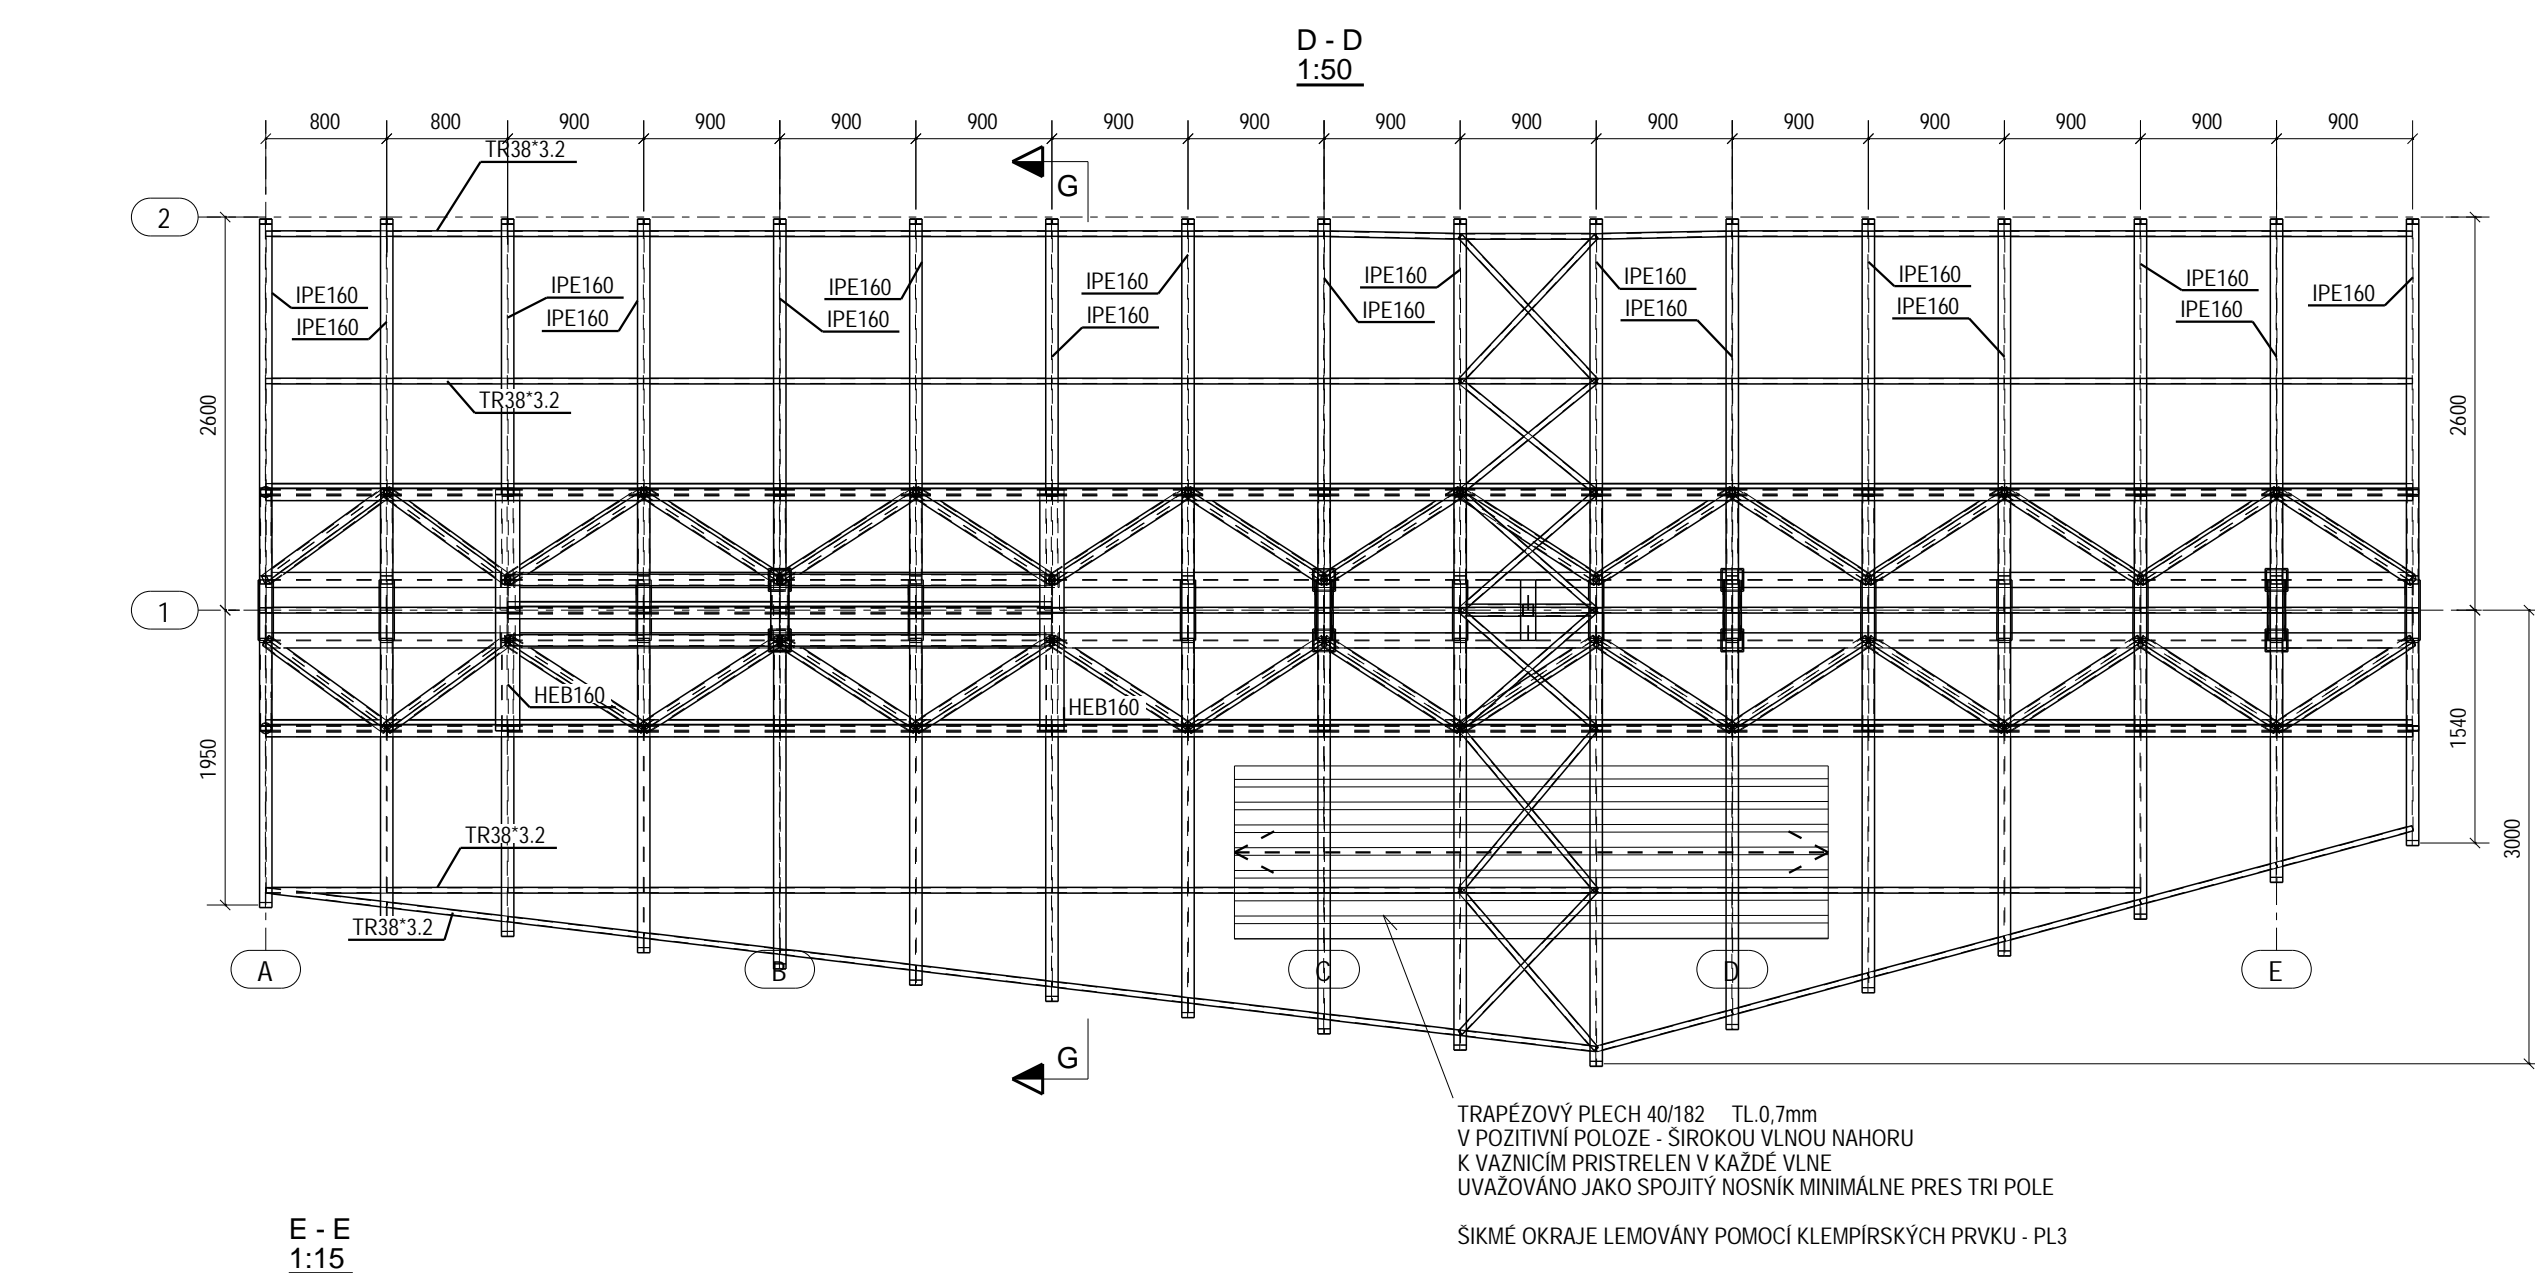 D - D
1:50
800 800 900 900 900 900 900 900 900 900 900 900 900 900 900 900
TR38*3.2
G
2
IPE160 IPE160 IPE160 IPE160 IPE160 IPE160 IPE160 IPE160 IPE160
IPE160 IPE160 IPE160 IPE160 IPE160 IPE160 IPE160 IPE160
TR38*3.2
2600 2600
1
HEB160 HEB160
1950 1540
3000
TR38*3.2
TR38*3.2
A B C D E
G
TRAPÉZOVÝ PLECH 40/182 TL.0,7mm
V POZITIVNÍ POLOZE - ŠIROKOU VLNOU NAHORU
K VAZNICÍM PRISTRELEN V KAŽDÉ VLNE
UVAŽOVÁNO JAKO SPOJITÝ NOSNÍK MINIMÁLNE PRES TRI POLE
ŠIKMÉ OKRAJE LEMOVÁNY POMOCÍ KLEMPÍRSKÝCH PRVKU - PL3
E - E
1:15